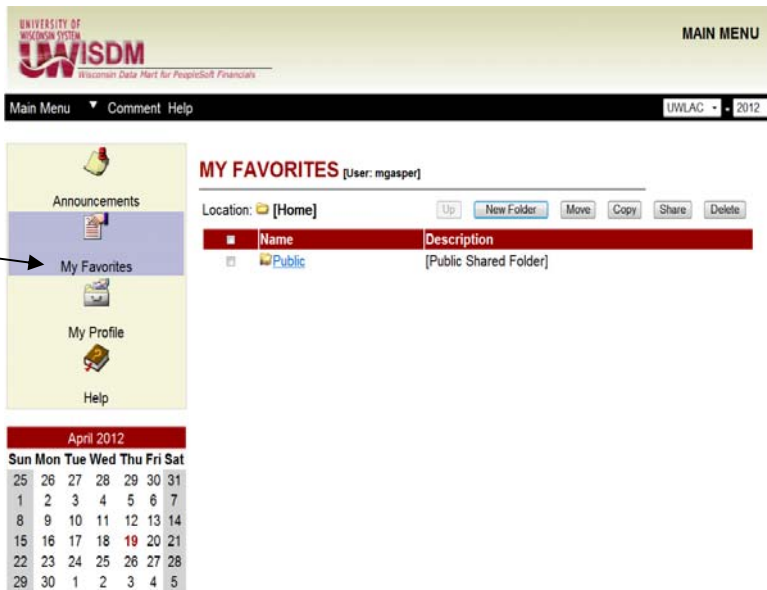 UNIVERSITY OF
WISCONSIN SYSTEM
UWISDM
Wisconsin Data Mart for PeopleSoft Financials
MAIN MENU
Main Menu ▼ Comment Help
UWLAC 2012
Announcements
My Favorites
My Profile
Help
MY FAVORITES [User: mgasper]
Location: [Home]
Up New Folder Move Copy Share Delete
Name Description
Public [Public Shared Folder]
April 2012
Sun Mon Tue Wed Thu Fri Sat
25 26 27 28 29 30 31
1 2 3 4 5 6 7
8 9 10 11 12 13 14
15 16 17 18 19 20 21
22 23 24 25 26 27 28
29 30 1 2 3 4 5